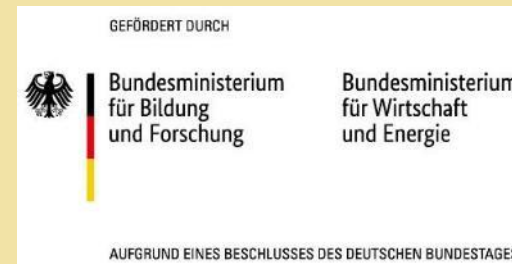 GEFÖRDERT DURCH
Bundesministerium
für Bildung
und Forschung
Bundesministerium
für Wirtschaft
und Energie
AUFGRUND EINES BESCHLUSSES DES DEUTSCHEN BUNDESTAGES